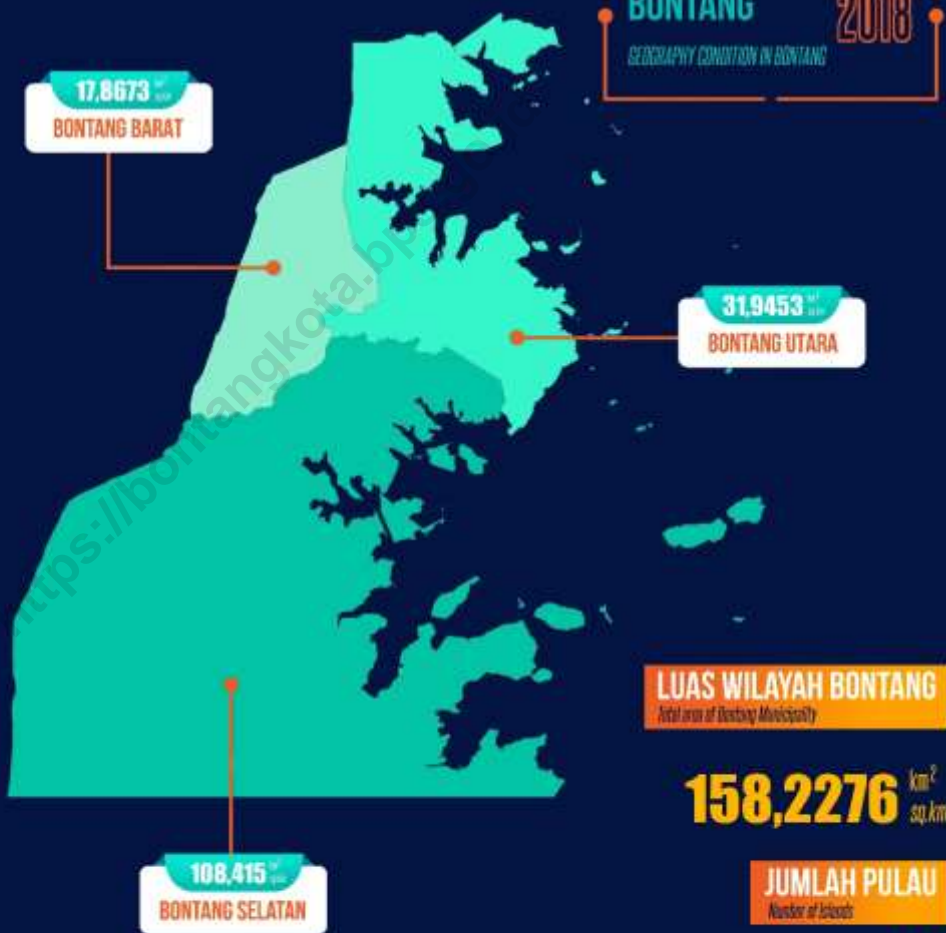 BONTANG
2018
GEOGRAPHY CONDITION IN BONTANG
17,8673
BONTANG BARAT
31,9453
BONTANG UTARA
https://bontangkota.bp
LUAS WILAYAH BONTANG
Total area of Bontang Municipality
158,2276 km²
sq.km
108,415
BONTANG SELATAN
JUMLAH PULAU
Number of Islands